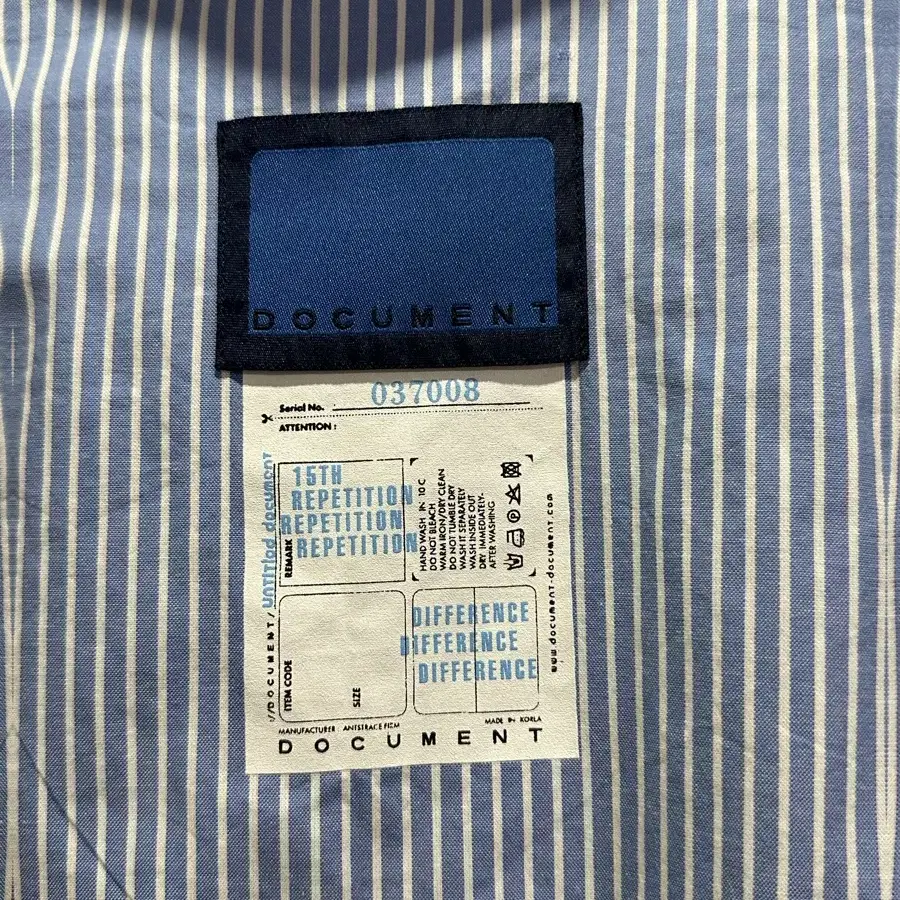 DOCUMENT
037008
Serial No.
ATTENTION :
15TH
REPETITION
REPETITION
REPETITION
REMARK
HAND WASH IN 10 C
DO NOT BLEACH
WARM IRON/DRY CLEAN
DO NOT TUMBLE DRY
WASH IT SEPARATELY
WASH INSIDE OUT
DRY IMMEDIATELY-
AFTER WASHING
://DOCUMENT/untitled document
www.document-document.com
ITEM CODE
SIZE
DIFFERENCE
DIFFERENCE
DIFFERENCE
MANUFACTURER : ANTSTRACE FILM
MADE IN KORLA
DOCUMENT